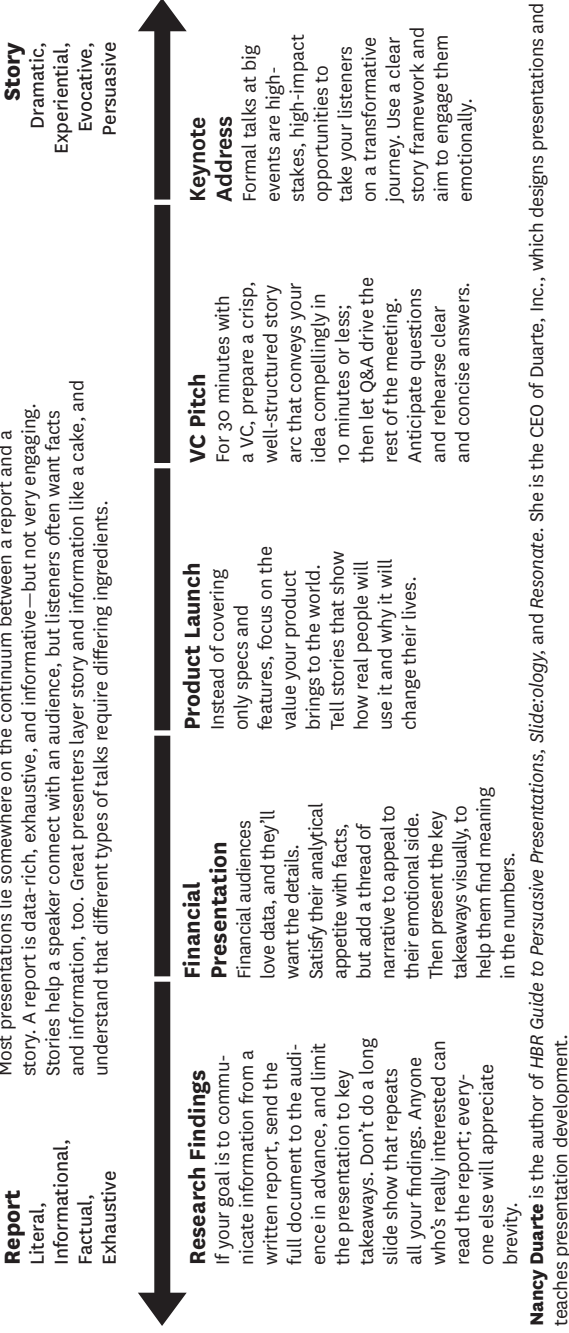 Most presentations lie somewhere on the continuum between a report and a
story. A report is data-rich, exhaustive, and informative—but not very engaging.
Stories help a speaker connect with an audience, but listeners often want facts
and information, too. Great presenters layer story and information like a cake, and
understand that different types of talks require differing ingredients.
Report
Literal,
Informational,
Factual,
Exhaustive
Story
Dramatic,
Experiential,
Evocative,
Persuasive
Research Findings
If your goal is to commu-
nicate information from a
written report, send the
full document to the audi-
ence in advance, and limit
the presentation to key
takeaways. Don’t do a long
slide show that repeats
all your findings. Anyone
who’s really interested can
read the report; every-
one else will appreciate
brevity.
Financial
Presentation
Financial audiences
love data, and they’ll
want the details.
Satisfy their analytical
appetite with facts,
but add a thread of
narrative to appeal to
their emotional side.
Then present the key
takeaways visually, to
help them find meaning
in the numbers.
Product Launch
Instead of covering
only specs and
features, focus on the
value your product
brings to the world.
Tell stories that show
how real people will
use it and why it will
change their lives.
VC Pitch
For 30 minutes with
a VC, prepare a crisp,
well-structured story
arc that conveys your
idea compellingly in
10 minutes or less;
then let Q&A drive the
rest of the meeting.
Anticipate questions
and rehearse clear
and concise answers.
Keynote
Address
Formal talks at big
events are high-
stakes, high-impact
opportunities to
take your listeners
on a transformative
journey. Use a clear
story framework and
aim to engage them
emotionally.
Nancy Duarte is the author of HBR Guide to Persuasive Presentations, Slide:ology, and Resonate. She is the CEO of Duarte, Inc., which designs presentations and
teaches presentation development.